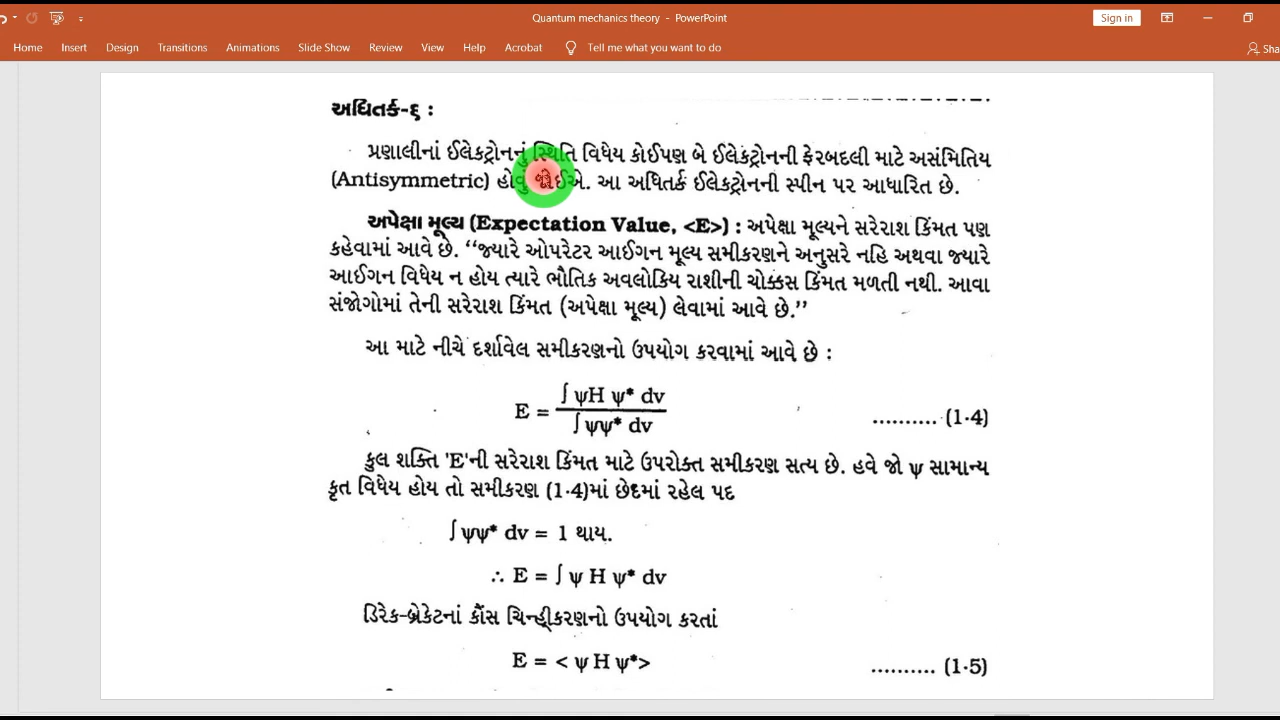 Quantum mechanics theory - PowerPoint
Sign in
Home Insert Design Transitions Animations Slide Show Review View Help Acrobat Tell me what you want to do Sha
અધિતર્ક-૬ :
પ્રણાલીનાં ઈલેકટ્રોનનું સ્થિતિ વિધેય કોઈપણ બે ઈલેકટ્રોનની ફેરબદલી માટે અસંમિતિય
(Antisymmetric) હોવું જોઈએ. આ અધિતર્ક ઈલેકટ્રોનની સ્પીન પર આધારિત છે.
અપેક્ષા મૂલ્ય (Expectation Value, <E>) : અપેક્ષા મૂલ્યને સરેરાશ કિંમત પણ
કહેવામાં આવે છે. “જ્યારે ઓપરેટર આઈગન મૂલ્ય સમીકરણને અનુસરે નહિ અથવા જ્યારે
આઈગન વિધેય ન હોય ત્યારે ભૌતિક અવલોકિય રાશીની ચોક્કસ કિંમત મળતી નથી. આવા
સંજોગોમાં તેની સરેરાશ કિંમત (અપેક્ષા મૂલ્ય) લેવામાં આવે છે.”
આ માટે નીચે દર્શાવેલ સમીકરણનો ઉપયોગ કરવામાં આવે છે :
∫ ψH ψ* dv
E = .......... (1·4)
∫ ψψ* dv
કુલ શક્તિ 'E'ની સરેરાશ કિંમત માટે ઉપરોક્ત સમીકરણ સત્ય છે. હવે જો ψ સામાન્ય
કૃત વિધેય હોય તો સમીકરણ (1·4)માં છેદમાં રહેલ પદ
∫ ψψ* dv = 1 થાય.
∴ E = ∫ ψ H ψ* dv
ડિરેક-બ્રેકેટનાં કૌંસ ચિન્હીકરણનો ઉપયોગ કરતાં
E = < ψ H ψ*> .......... (1·5)